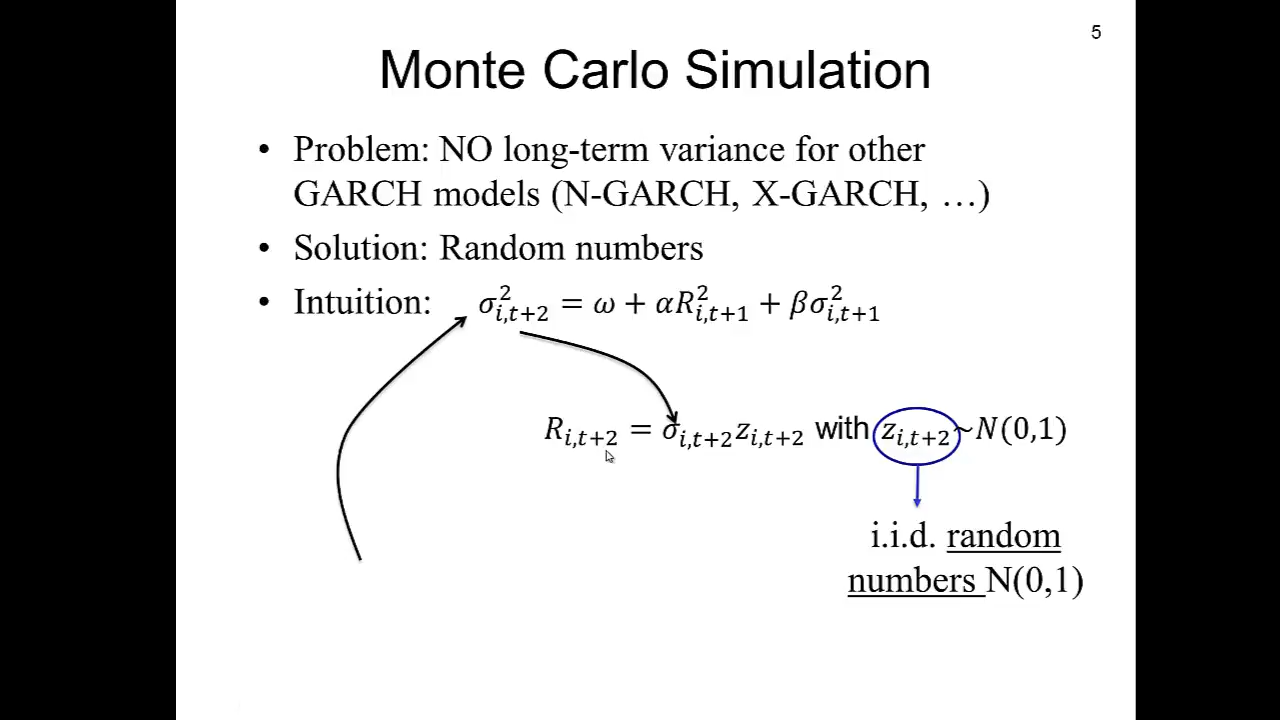 5
Monte Carlo Simulation
• Problem: NO long-term variance for other
GARCH models (N-GARCH, X-GARCH, …)
• Solution: Random numbers
• Intuition: σ²ᵢ,ₜ₊₂ = ω + αR²ᵢ,ₜ₊₁ + βσ²ᵢ,ₜ₊₁
Rᵢ,ₜ₊₂ = σᵢ,ₜ₊₂zᵢ,ₜ₊₂ with zᵢ,ₜ₊₂~N(0,1)
i.i.d. random
numbers N(0,1)